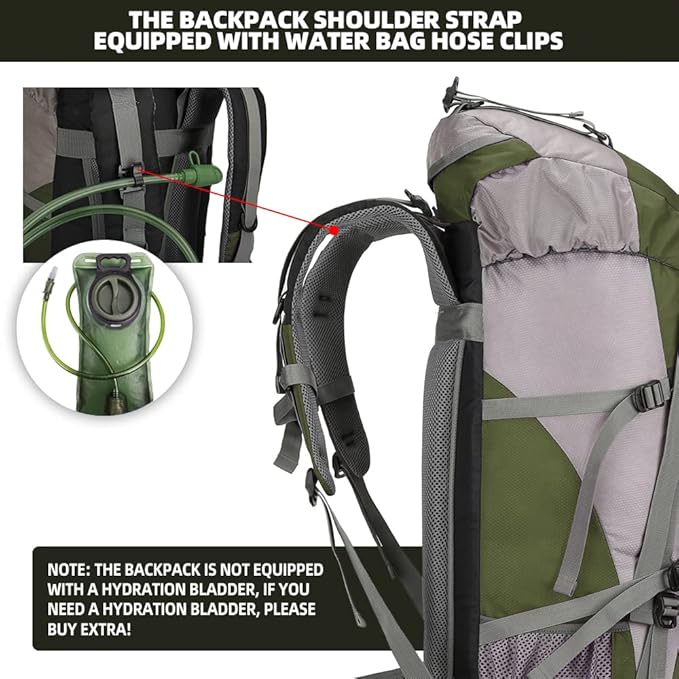 THE BACKPACK SHOULDER STRAP
EQUIPPED WITH WATER BAG HOSE CLIPS
NOTE: THE BACKPACK IS NOT EQUIPPED
WITH A HYDRATION BLADDER, IF YOU
NEED A HYDRATION BLADDER, PLEASE
BUY EXTRA!